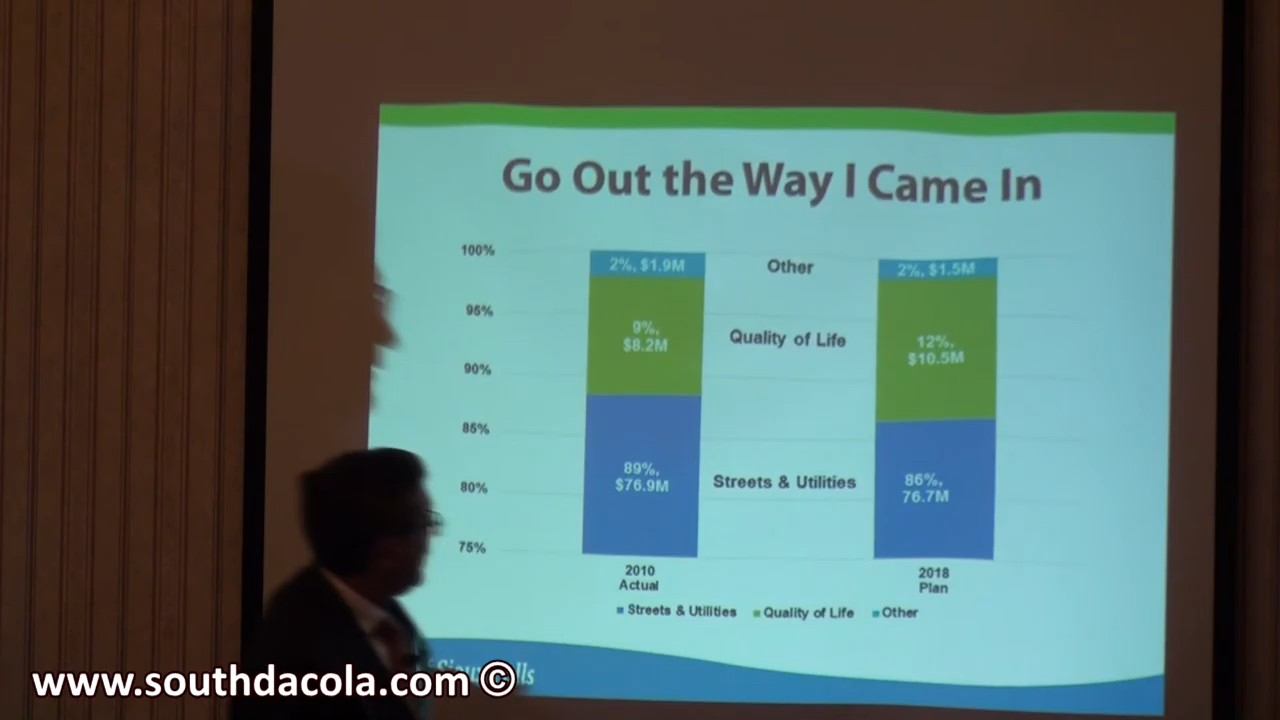 Go Out the Way I Came In
100%
95%
90%
85%
80%
75%
2%, $1.9M
9%,
$8.2M
89%,
$76.9M
Other
Quality of Life
Streets & Utilities
2%, $1.5M
12%,
$10.5M
86%,
76.7M
2010
Actual
2018
Plan
Streets & Utilities Quality of Life Other
www.southdacola.com ©